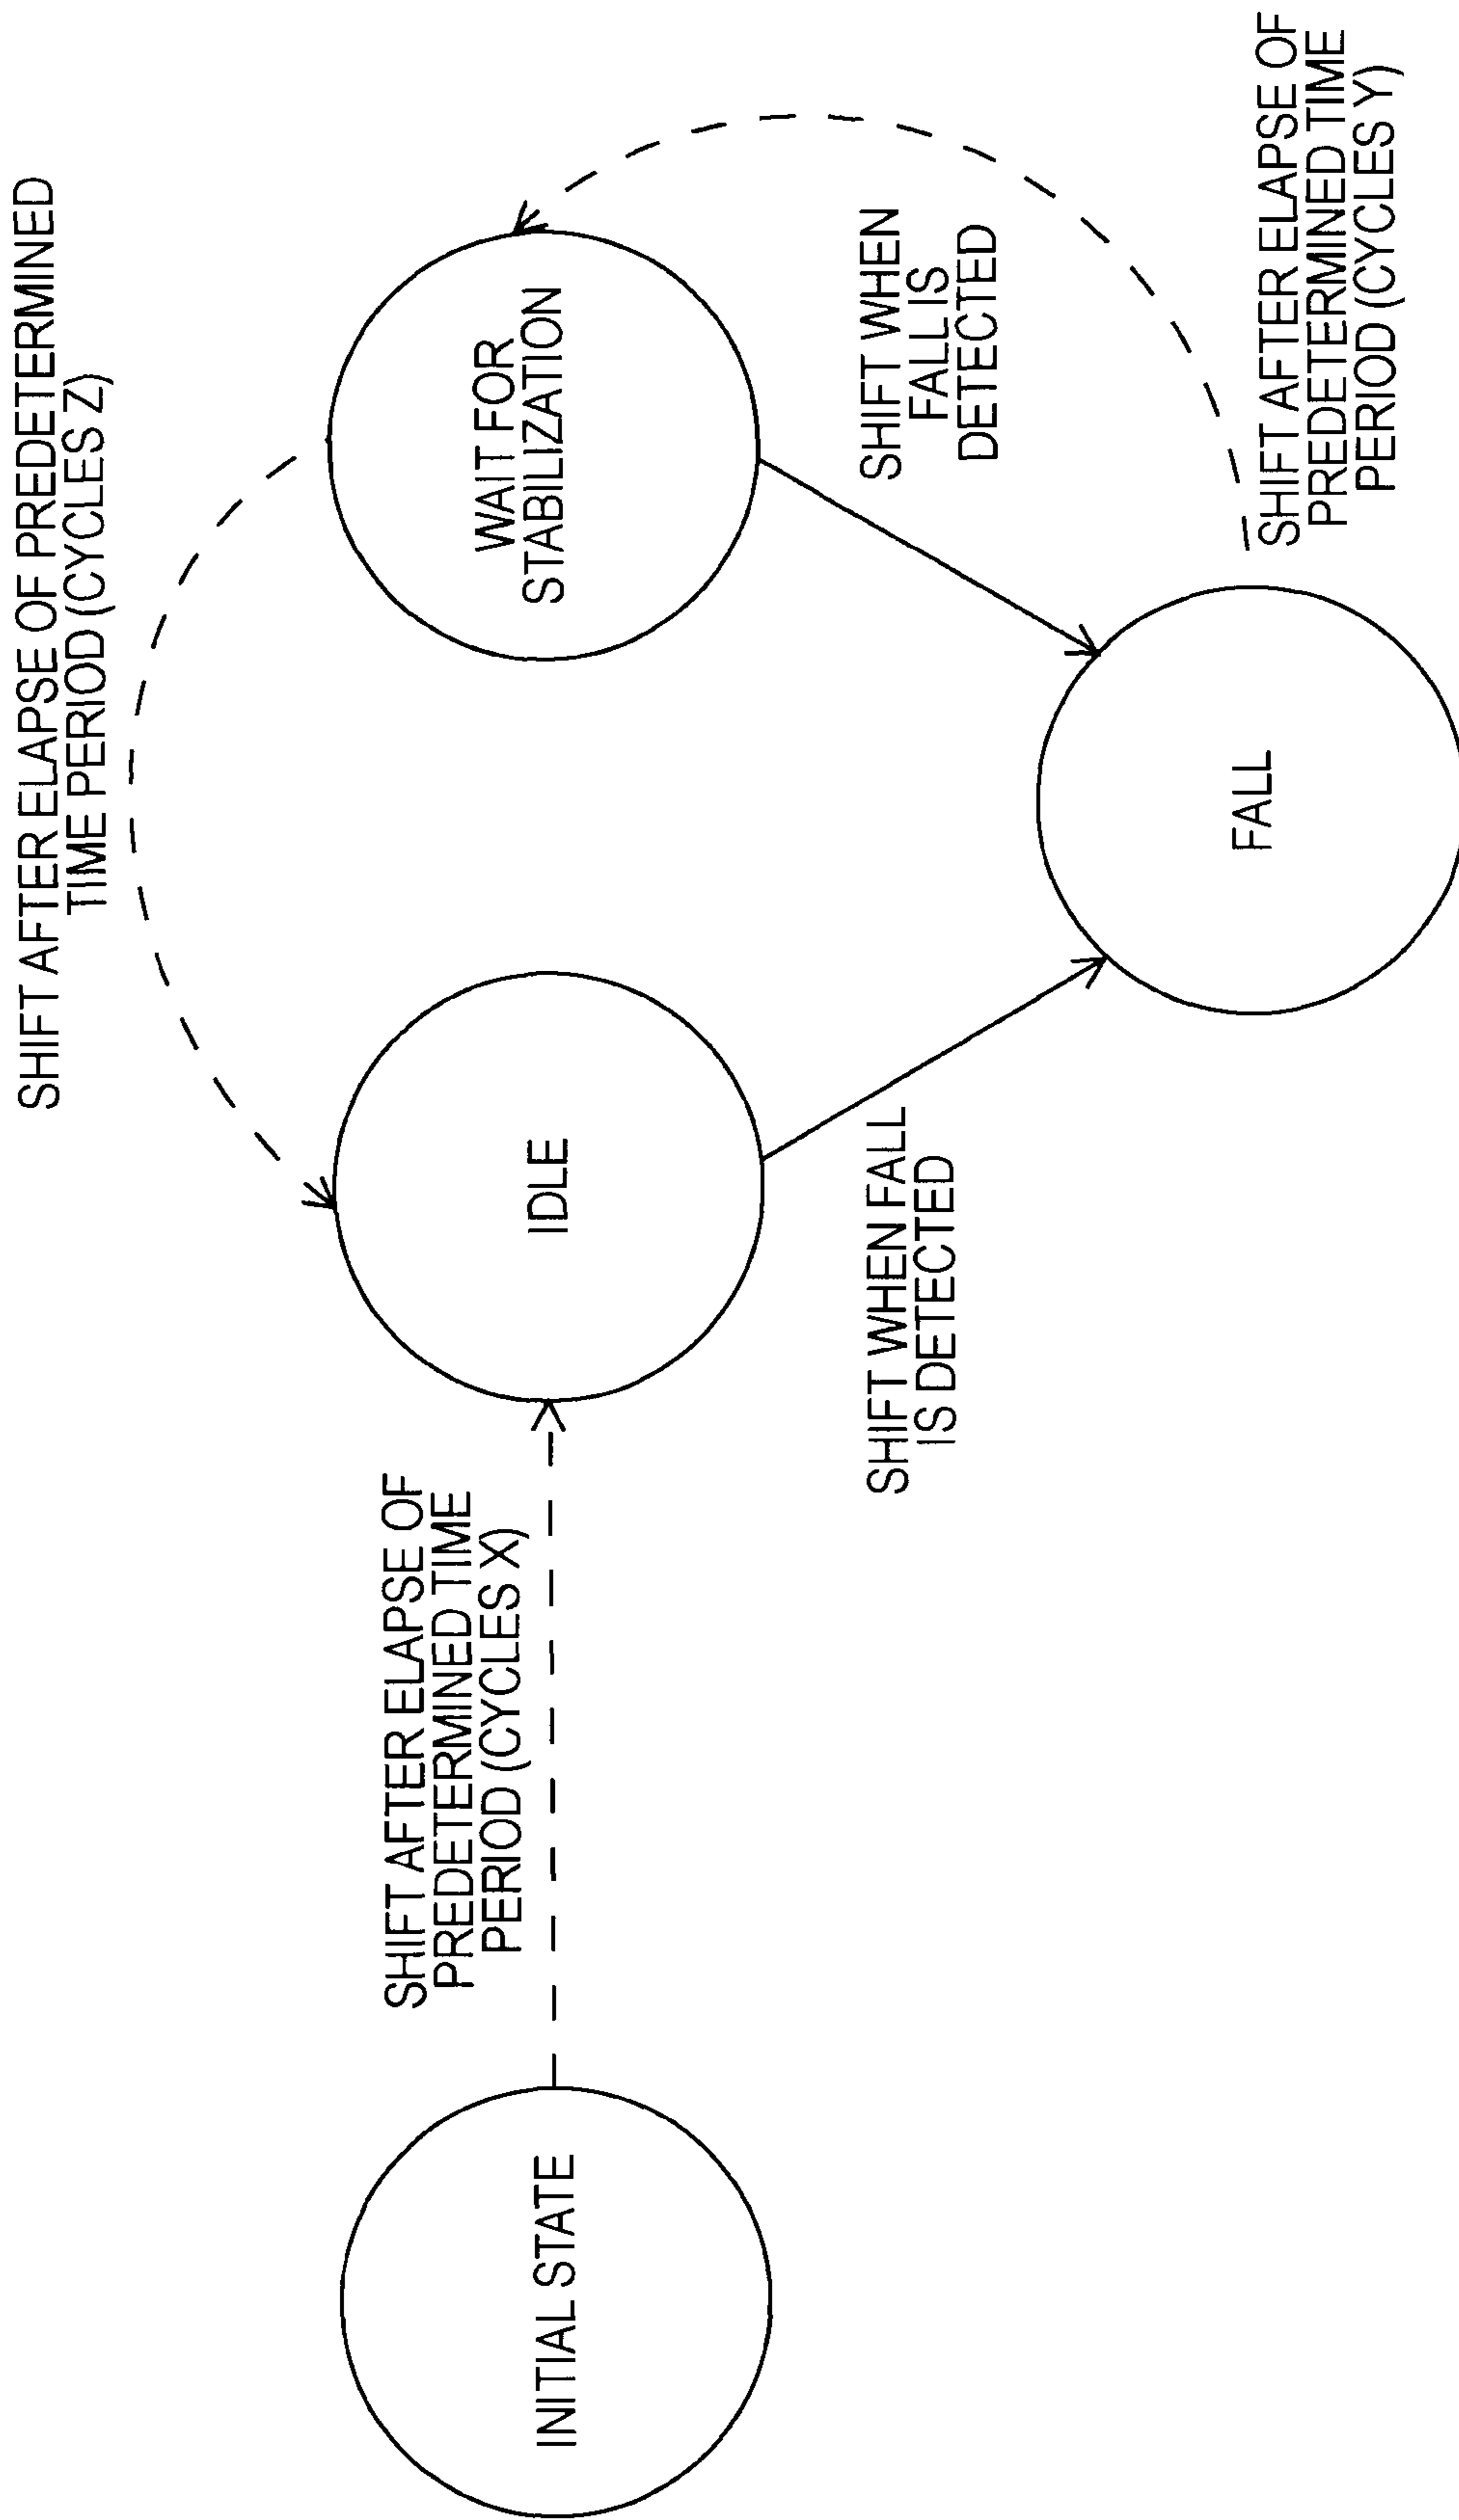 SHIFT AFTER ELAPSE OF PREDETERMINED
TIME PERIOD (CYCLES Z)
SHIFT AFTER ELAPSE OF
PREDETERMINED TIME
PERIOD (CYCLES X)
INITIAL STATE
IDLE
WAIT FOR
STABILIZATION
SHIFT WHEN FALL
IS DETECTED
SHIFT WHEN
FALL IS
DETECTED
FALL
SHIFT AFTER ELAPSE OF
PREDETERMINED TIME
PERIOD (CYCLES Y)